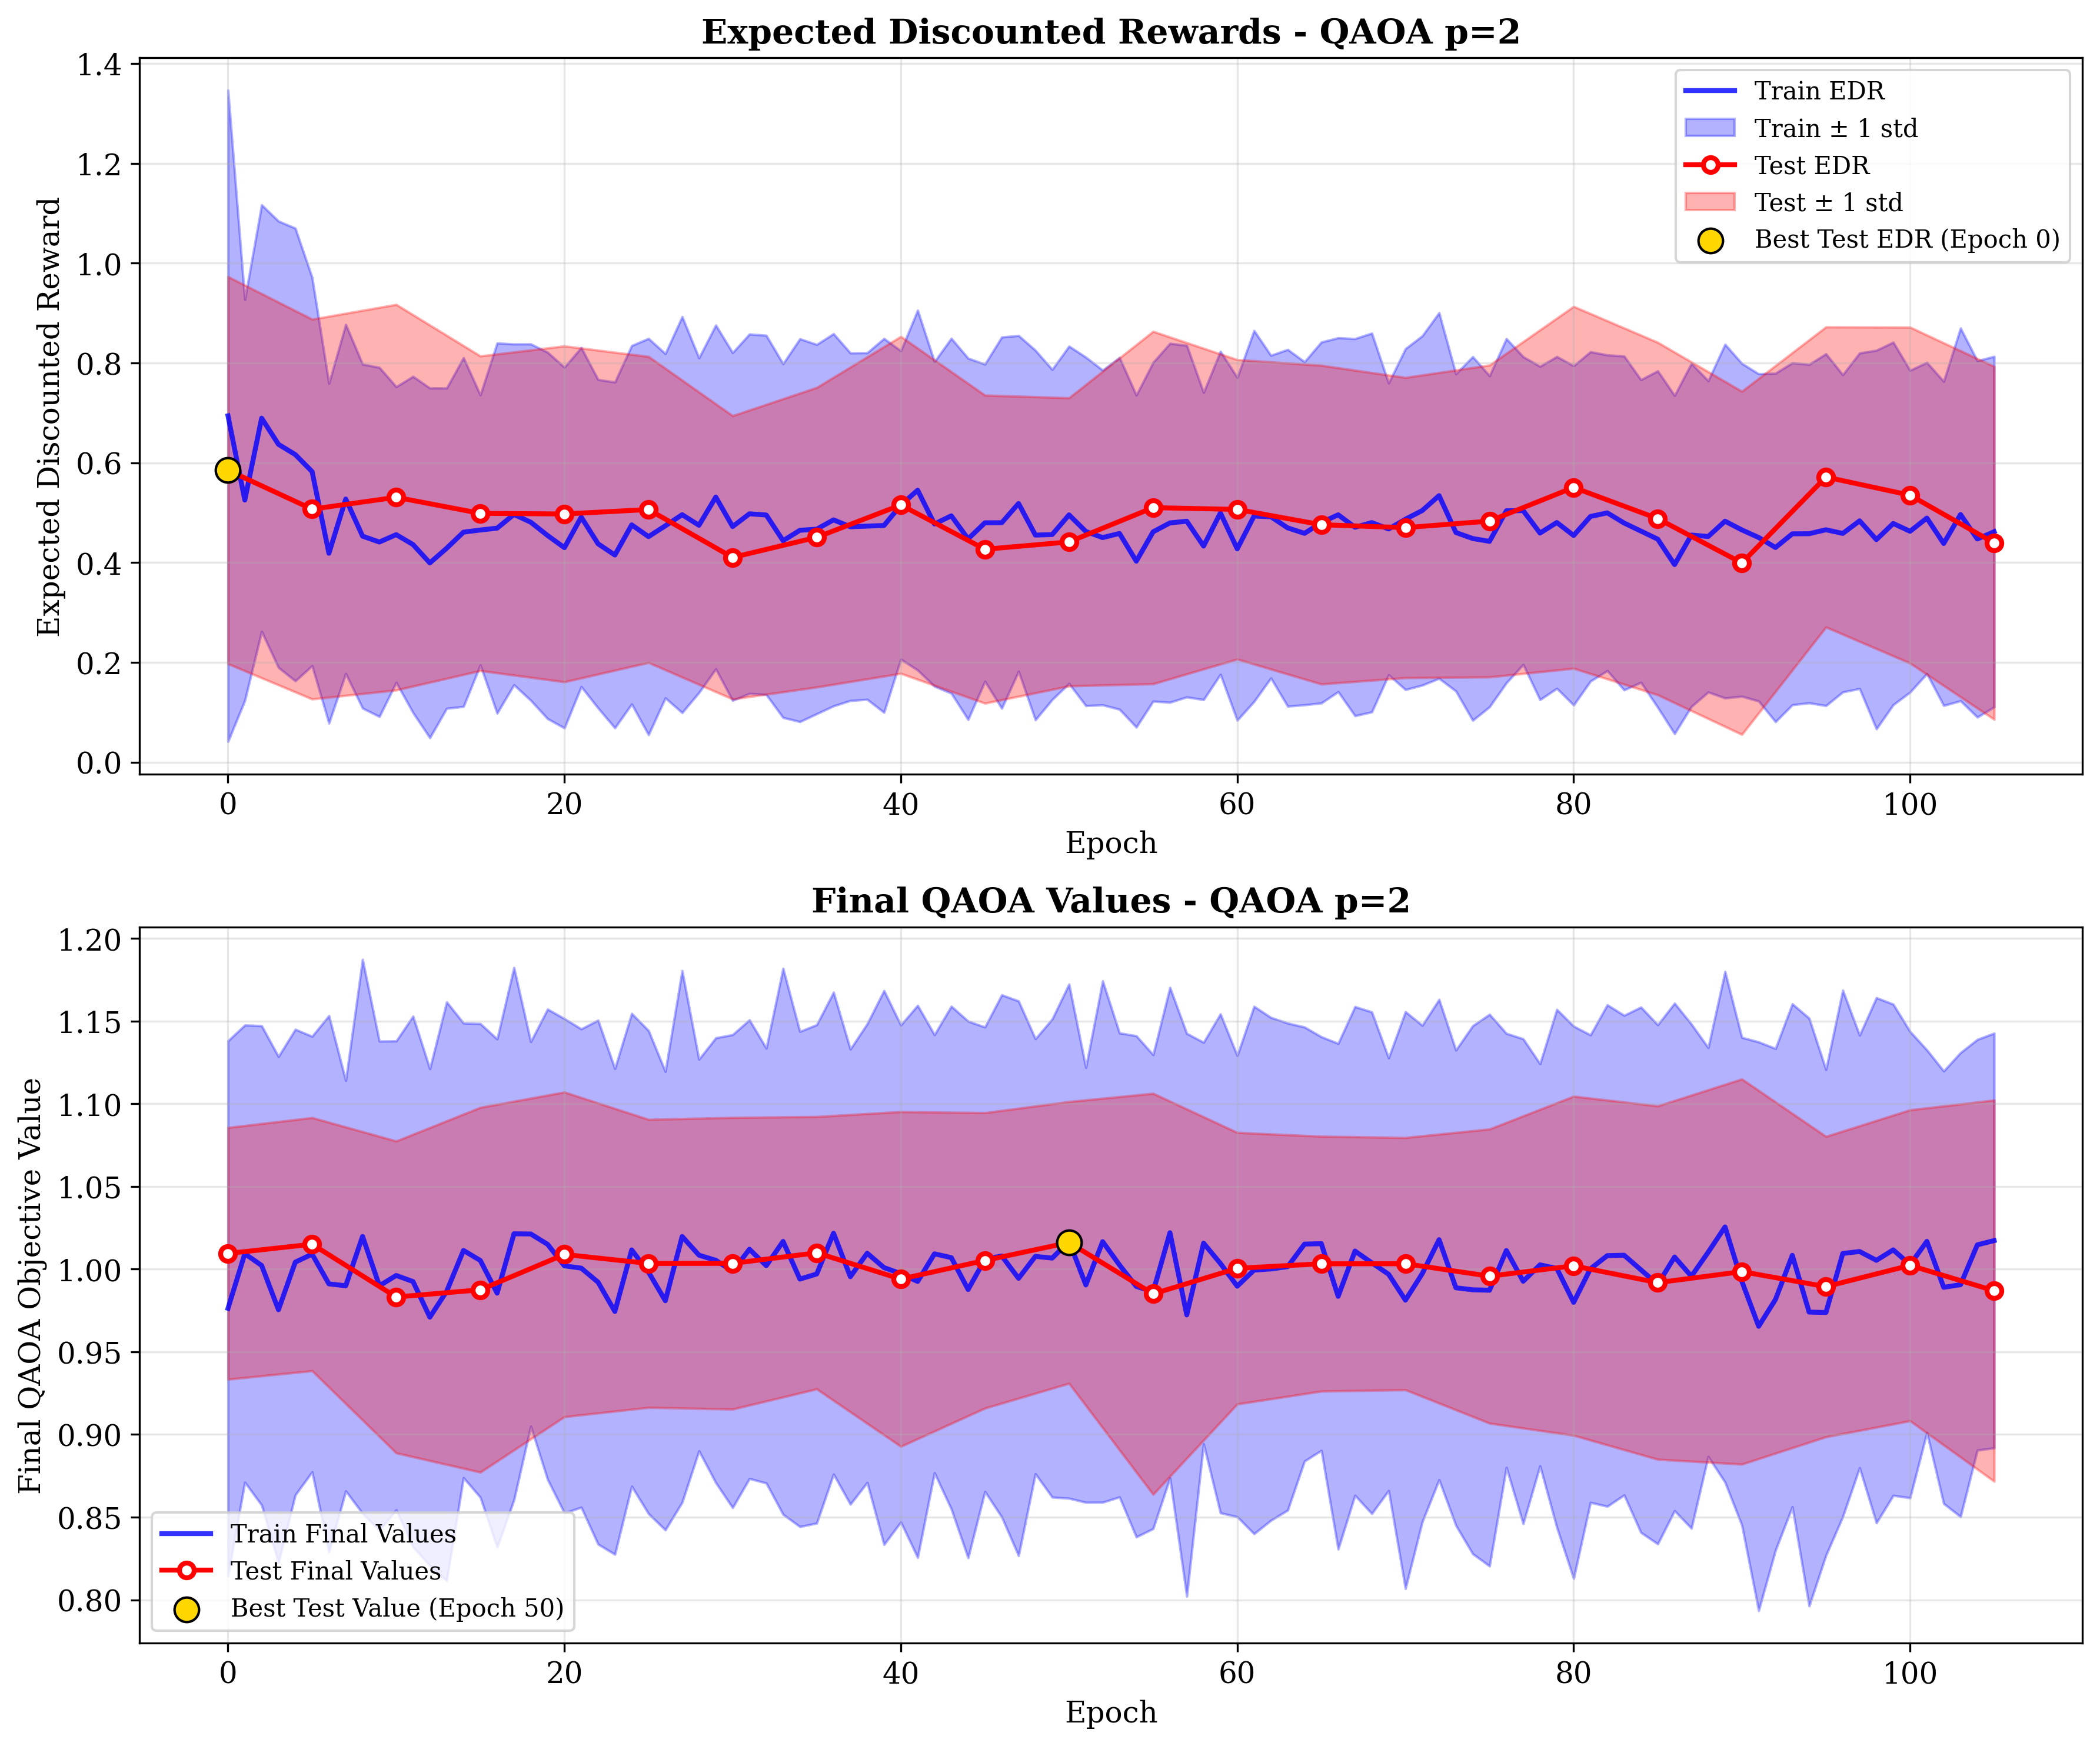 Expected Discounted Rewards - QAOA p=2
Expected Discounted Reward
1.4
1.2
1.0
0.8
0.6
0.4
0.2
0.0
Train EDR
Train ± 1 std
Test EDR
Test ± 1 std
Best Test EDR (Epoch 0)
0 20 40 60 80 100
Epoch
Final QAOA Values - QAOA p=2
Final QAOA Objective Value
1.20
1.15
1.10
1.05
1.00
0.95
0.90
0.85
0.80
Train Final Values
Test Final Values
Best Test Value (Epoch 50)
0 20 40 60 80 100
Epoch